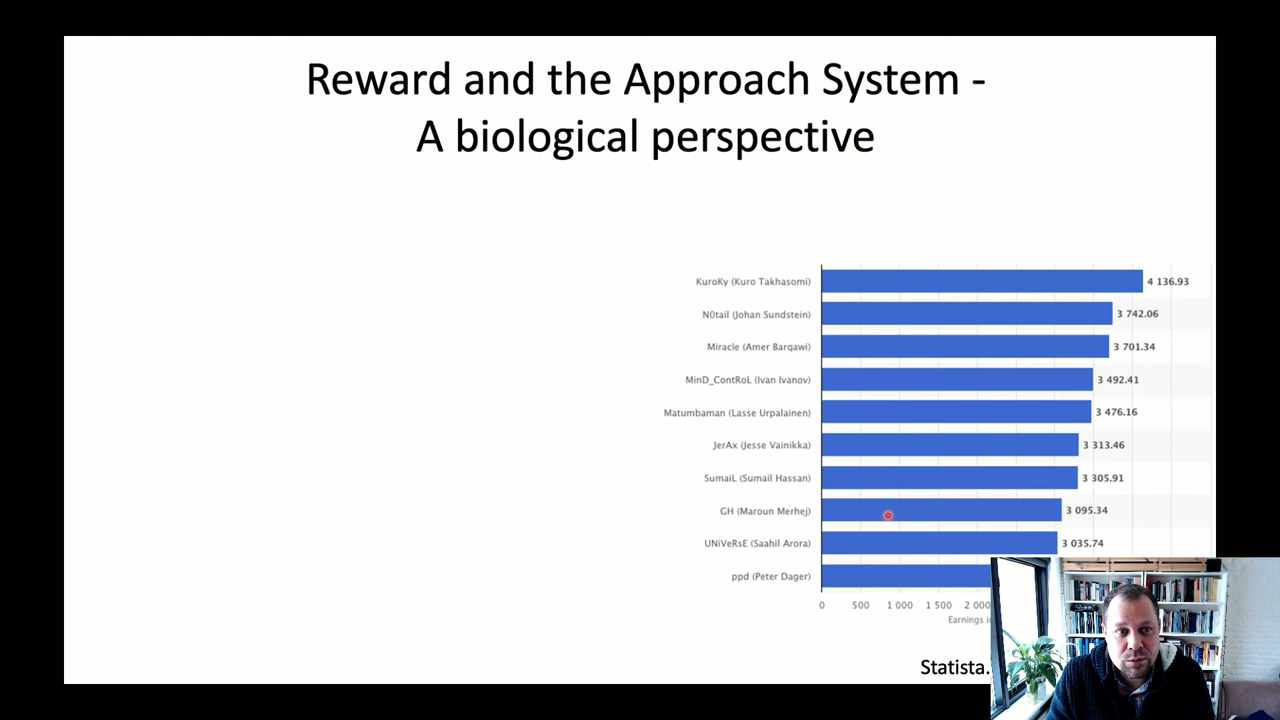 Reward and the Approach System -
A biological perspective
KuroKy (Kuro Takhasomi)
4 136.93
N0tail (Johan Sundstein)
3 742.06
Miracle (Amer Barqawi)
3 701.34
MinD_ContRoL (Ivan Ivanov)
3 492.41
Matumbaman (Lasse Urpalainen)
3 476.16
JerAx (Jesse Vainikka)
3 313.46
SumaiL (Sumail Hassan)
3 305.91
GH (Maroun Merhej)
3 095.34
UNiVeRsE (Saahil Arora)
3 035.74
ppd (Peter Dager)
0 500 1 000 1 500 2 000
Earnings i
Statista.